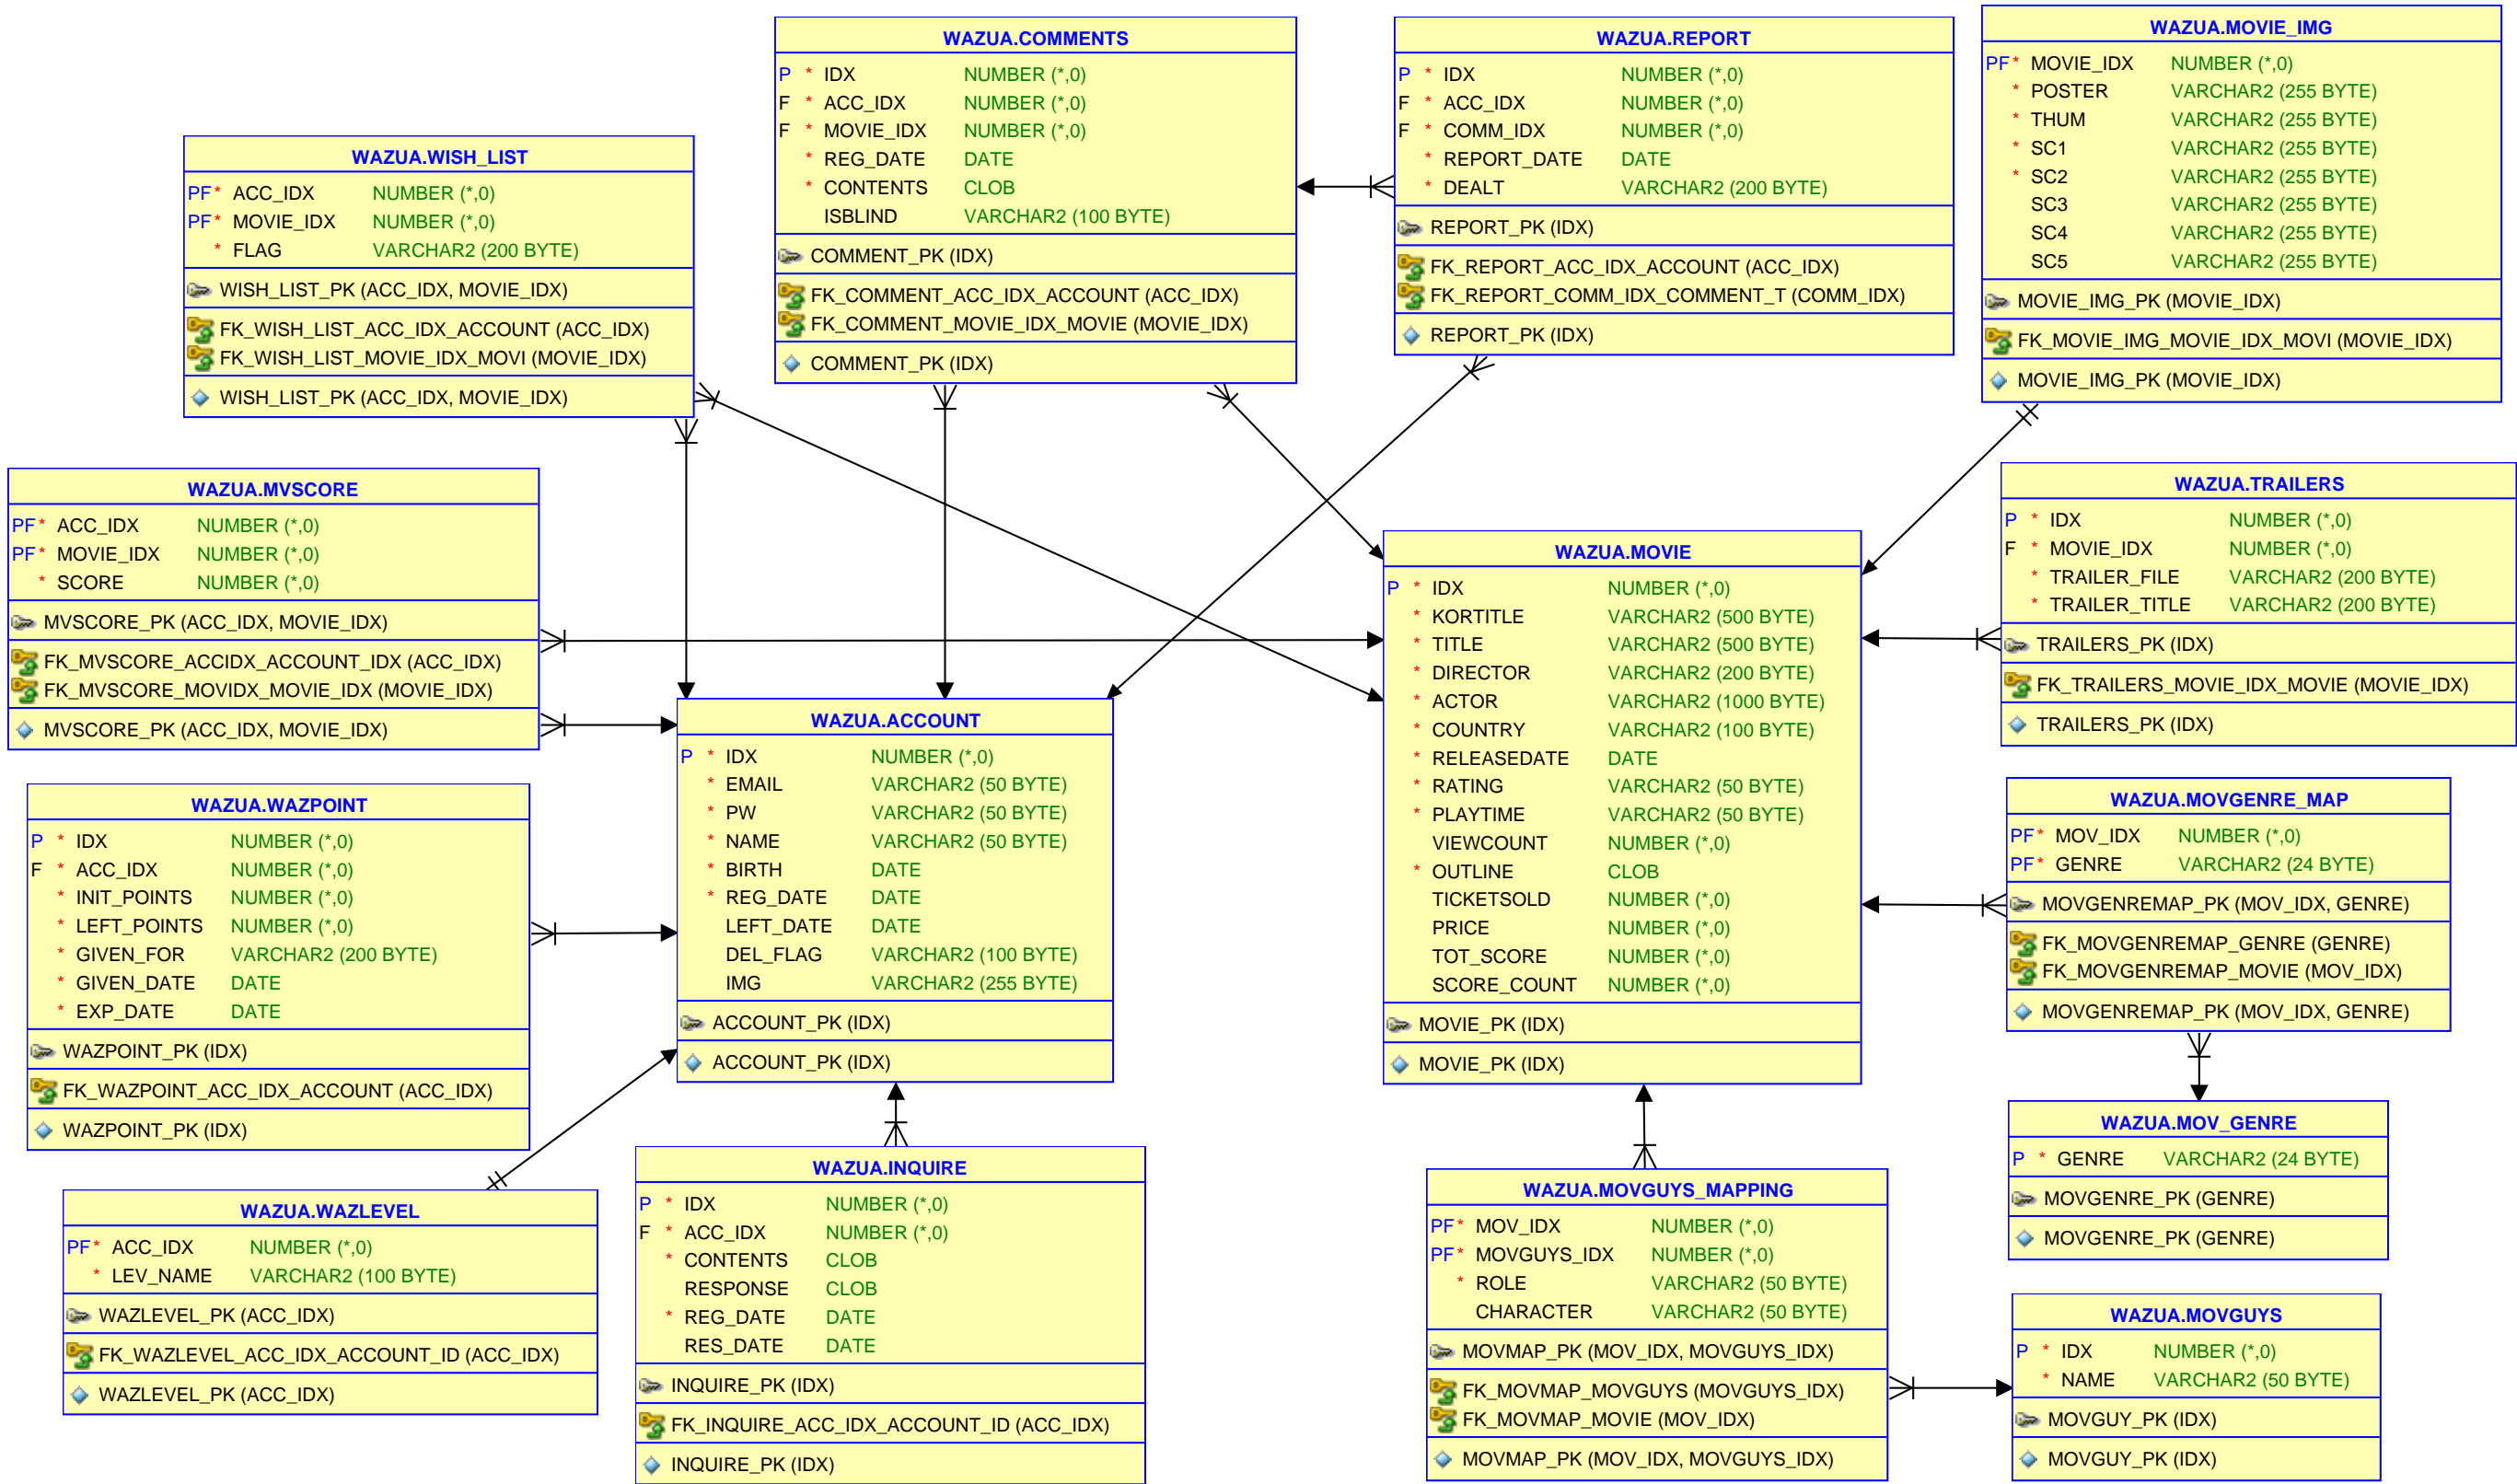 WAZUA.COMMENTS
P * IDX NUMBER (*,0)
F * ACC_IDX NUMBER (*,0)
F * MOVIE_IDX NUMBER (*,0)
* REG_DATE DATE
* CONTENTS CLOB
ISBLIND VARCHAR2 (100 BYTE)
COMMENT_PK (IDX)
FK_COMMENT_ACC_IDX_ACCOUNT (ACC_IDX)
FK_COMMENT_MOVIE_IDX_MOVIE (MOVIE_IDX)
COMMENT_PK (IDX)
WAZUA.REPORT
P * IDX NUMBER (*,0)
F * ACC_IDX NUMBER (*,0)
F * COMM_IDX NUMBER (*,0)
* REPORT_DATE DATE
* DEALT VARCHAR2 (200 BYTE)
REPORT_PK (IDX)
FK_REPORT_ACC_IDX_ACCOUNT (ACC_IDX)
FK_REPORT_COMM_IDX_COMMENT_T (COMM_IDX)
REPORT_PK (IDX)
WAZUA.MOVIE_IMG
PF* MOVIE_IDX NUMBER (*,0)
* POSTER VARCHAR2 (255 BYTE)
* THUM VARCHAR2 (255 BYTE)
* SC1 VARCHAR2 (255 BYTE)
* SC2 VARCHAR2 (255 BYTE)
SC3 VARCHAR2 (255 BYTE)
SC4 VARCHAR2 (255 BYTE)
SC5 VARCHAR2 (255 BYTE)
MOVIE_IMG_PK (MOVIE_IDX)
FK_MOVIE_IMG_MOVIE_IDX_MOVI (MOVIE_IDX)
MOVIE_IMG_PK (MOVIE_IDX)
WAZUA.WISH_LIST
PF* ACC_IDX NUMBER (*,0)
PF* MOVIE_IDX NUMBER (*,0)
* FLAG VARCHAR2 (200 BYTE)
WISH_LIST_PK (ACC_IDX, MOVIE_IDX)
FK_WISH_LIST_ACC_IDX_ACCOUNT (ACC_IDX)
FK_WISH_LIST_MOVIE_IDX_MOVI (MOVIE_IDX)
WISH_LIST_PK (ACC_IDX, MOVIE_IDX)
WAZUA.MVSCORE
PF* ACC_IDX NUMBER (*,0)
PF* MOVIE_IDX NUMBER (*,0)
* SCORE NUMBER (*,0)
MVSCORE_PK (ACC_IDX, MOVIE_IDX)
FK_MVSCORE_ACCIDX_ACCOUNT_IDX (ACC_IDX)
FK_MVSCORE_MOVIDX_MOVIE_IDX (MOVIE_IDX)
MVSCORE_PK (ACC_IDX, MOVIE_IDX)
WAZUA.TRAILERS
P * IDX NUMBER (*,0)
F * MOVIE_IDX NUMBER (*,0)
* TRAILER_FILE VARCHAR2 (200 BYTE)
* TRAILER_TITLE VARCHAR2 (200 BYTE)
TRAILERS_PK (IDX)
FK_TRAILERS_MOVIE_IDX_MOVIE (MOVIE_IDX)
TRAILERS_PK (IDX)
WAZUA.MOVIE
P * IDX NUMBER (*,0)
* KORTITLE VARCHAR2 (500 BYTE)
* TITLE VARCHAR2 (500 BYTE)
* DIRECTOR VARCHAR2 (200 BYTE)
* ACTOR VARCHAR2 (1000 BYTE)
* COUNTRY VARCHAR2 (100 BYTE)
* RELEASEDATE DATE
* RATING VARCHAR2 (50 BYTE)
* PLAYTIME VARCHAR2 (50 BYTE)
VIEWCOUNT NUMBER (*,0)
* OUTLINE CLOB
TICKETSOLD NUMBER (*,0)
PRICE NUMBER (*,0)
TOT_SCORE NUMBER (*,0)
SCORE_COUNT NUMBER (*,0)
MOVIE_PK (IDX)
MOVIE_PK (IDX)
WAZUA.ACCOUNT
P * IDX NUMBER (*,0)
* EMAIL VARCHAR2 (50 BYTE)
* PW VARCHAR2 (50 BYTE)
* NAME VARCHAR2 (50 BYTE)
* BIRTH DATE
* REG_DATE DATE
LEFT_DATE DATE
DEL_FLAG VARCHAR2 (100 BYTE)
IMG VARCHAR2 (255 BYTE)
ACCOUNT_PK (IDX)
ACCOUNT_PK (IDX)
WAZUA.WAZPOINT
P * IDX NUMBER (*,0)
F * ACC_IDX NUMBER (*,0)
* INIT_POINTS NUMBER (*,0)
* LEFT_POINTS NUMBER (*,0)
* GIVEN_FOR VARCHAR2 (200 BYTE)
* GIVEN_DATE DATE
* EXP_DATE DATE
WAZPOINT_PK (IDX)
FK_WAZPOINT_ACC_IDX_ACCOUNT (ACC_IDX)
WAZPOINT_PK (IDX)
WAZUA.MOVGENRE_MAP
PF* MOV_IDX NUMBER (*,0)
PF* GENRE VARCHAR2 (24 BYTE)
MOVGENREMAP_PK (MOV_IDX, GENRE)
FK_MOVGENREMAP_GENRE (GENRE)
FK_MOVGENREMAP_MOVIE (MOV_IDX)
MOVGENREMAP_PK (MOV_IDX, GENRE)
WAZUA.MOV_GENRE
P * GENRE VARCHAR2 (24 BYTE)
MOVGENRE_PK (GENRE)
MOVGENRE_PK (GENRE)
WAZUA.WAZLEVEL
PF* ACC_IDX NUMBER (*,0)
* LEV_NAME VARCHAR2 (100 BYTE)
WAZLEVEL_PK (ACC_IDX)
FK_WAZLEVEL_ACC_IDX_ACCOUNT_ID (ACC_IDX)
WAZLEVEL_PK (ACC_IDX)
WAZUA.INQUIRE
P * IDX NUMBER (*,0)
F * ACC_IDX NUMBER (*,0)
* CONTENTS CLOB
RESPONSE CLOB
* REG_DATE DATE
RES_DATE DATE
INQUIRE_PK (IDX)
FK_INQUIRE_ACC_IDX_ACCOUNT_ID (ACC_IDX)
INQUIRE_PK (IDX)
WAZUA.MOVGUYS_MAPPING
PF* MOV_IDX NUMBER (*,0)
PF* MOVGUYS_IDX NUMBER (*,0)
* ROLE VARCHAR2 (50 BYTE)
CHARACTER VARCHAR2 (50 BYTE)
MOVMAP_PK (MOV_IDX, MOVGUYS_IDX)
FK_MOVMAP_MOVGUYS (MOVGUYS_IDX)
FK_MOVMAP_MOVIE (MOV_IDX)
MOVMAP_PK (MOV_IDX, MOVGUYS_IDX)
WAZUA.MOVGUYS
P * IDX NUMBER (*,0)
* NAME VARCHAR2 (50 BYTE)
MOVGUY_PK (IDX)
MOVGUY_PK (IDX)